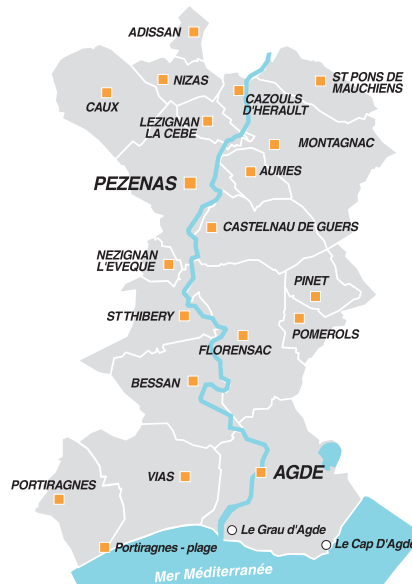 ADISSAN
NIZAS
ST PONS DE
MAUCHIENS
CAUX
CAZOULS
D'HERAULT
LEZIGNAN
LA CEBE
MONTAGNAC
AUMES
PEZENAS
CASTELNAU DE GUERS
NEZIGNAN
L'EVEQUE
PINET
ST THIBERY
POMEROLS
FLORENSAC
BESSAN
AGDE
VIAS
PORTIRAGNES
Le Grau d'Agde
Le Cap D'Agde
Portiragnes - plage
Mer Méditerranée